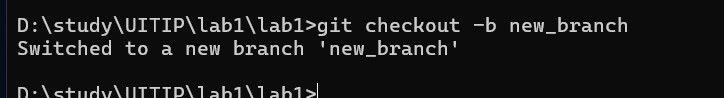 D:\study\UITIP\lab1\lab1>git checkout -b new_branch
Switched to a new branch 'new_branch'
D:\study\UITIP\lab1\lab1>